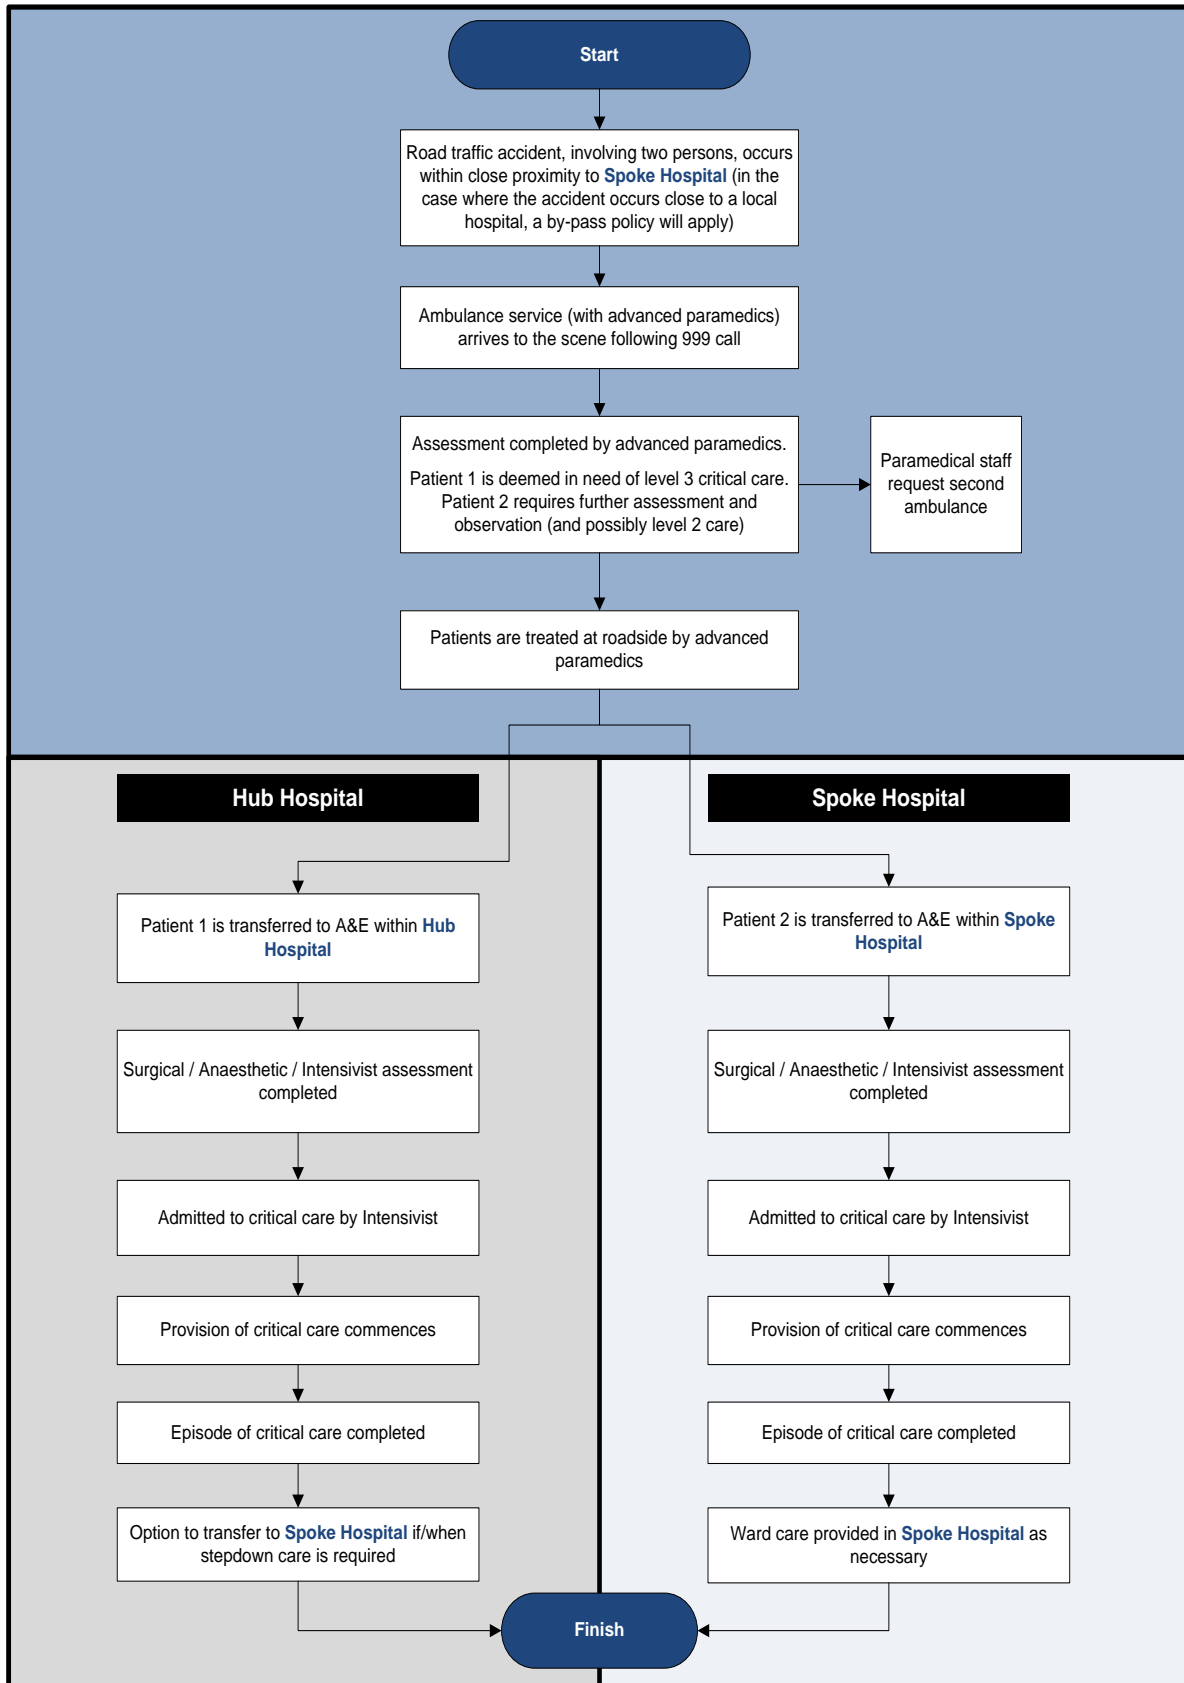 Start
Road traffic accident, involving two persons, occurs
within close proximity to Spoke Hospital (in the
case where the accident occurs close to a local
hospital, a by-pass policy will apply)
Ambulance service (with advanced paramedics)
arrives to the scene following 999 call
Assessment completed by advanced paramedics.
Patient 1 is deemed in need of level 3 critical care.
Patient 2 requires further assessment and
observation (and possibly level 2 care)
Paramedical staff
request second
ambulance
Patients are treated at roadside by advanced
paramedics
Hub Hospital
Patient 1 is transferred to A&E within Hub
Hospital
Surgical / Anaesthetic / Intensivist assessment
completed
Admitted to critical care by Intensivist
Provision of critical care commences
Episode of critical care completed
Option to transfer to Spoke Hospital if/when
stepdown care is required
Spoke Hospital
Patient 2 is transferred to A&E within Spoke
Hospital
Surgical / Anaesthetic / Intensivist assessment
completed
Admitted to critical care by Intensivist
Provision of critical care commences
Episode of critical care completed
Ward care provided in Spoke Hospital as
necessary
Finish